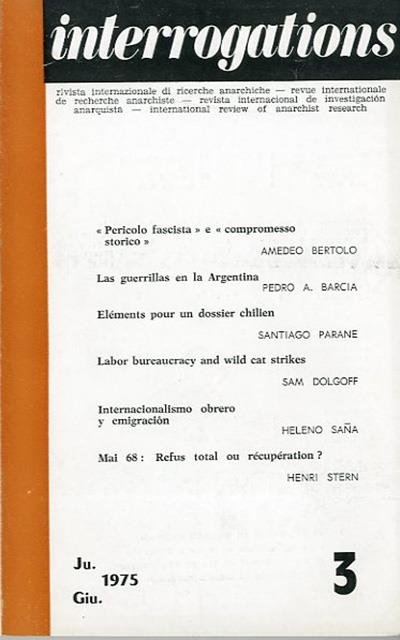 interrogations
rivista internazionale di ricerche anarchiche — revue internationale
de recherche anarchiste — revista internacional de investigación
anarquista — international review of anarchist research
« Pericolo fascista » e « compromesso
storico »
AMEDEO BERTOLO
Las guerrillas en la Argentina
PEDRO A. BARCIA
Eléments pour un dossier chilien
SANTIAGO PARANE
Labor bureaucracy and wild cat strikes
SAM DOLGOFF
Internacionalismo obrero
y emigración
HELENO SAÑA
Mai 68 : Refus total ou récupération ?
HENRI STERN
Ju.
1975
Giu.
3